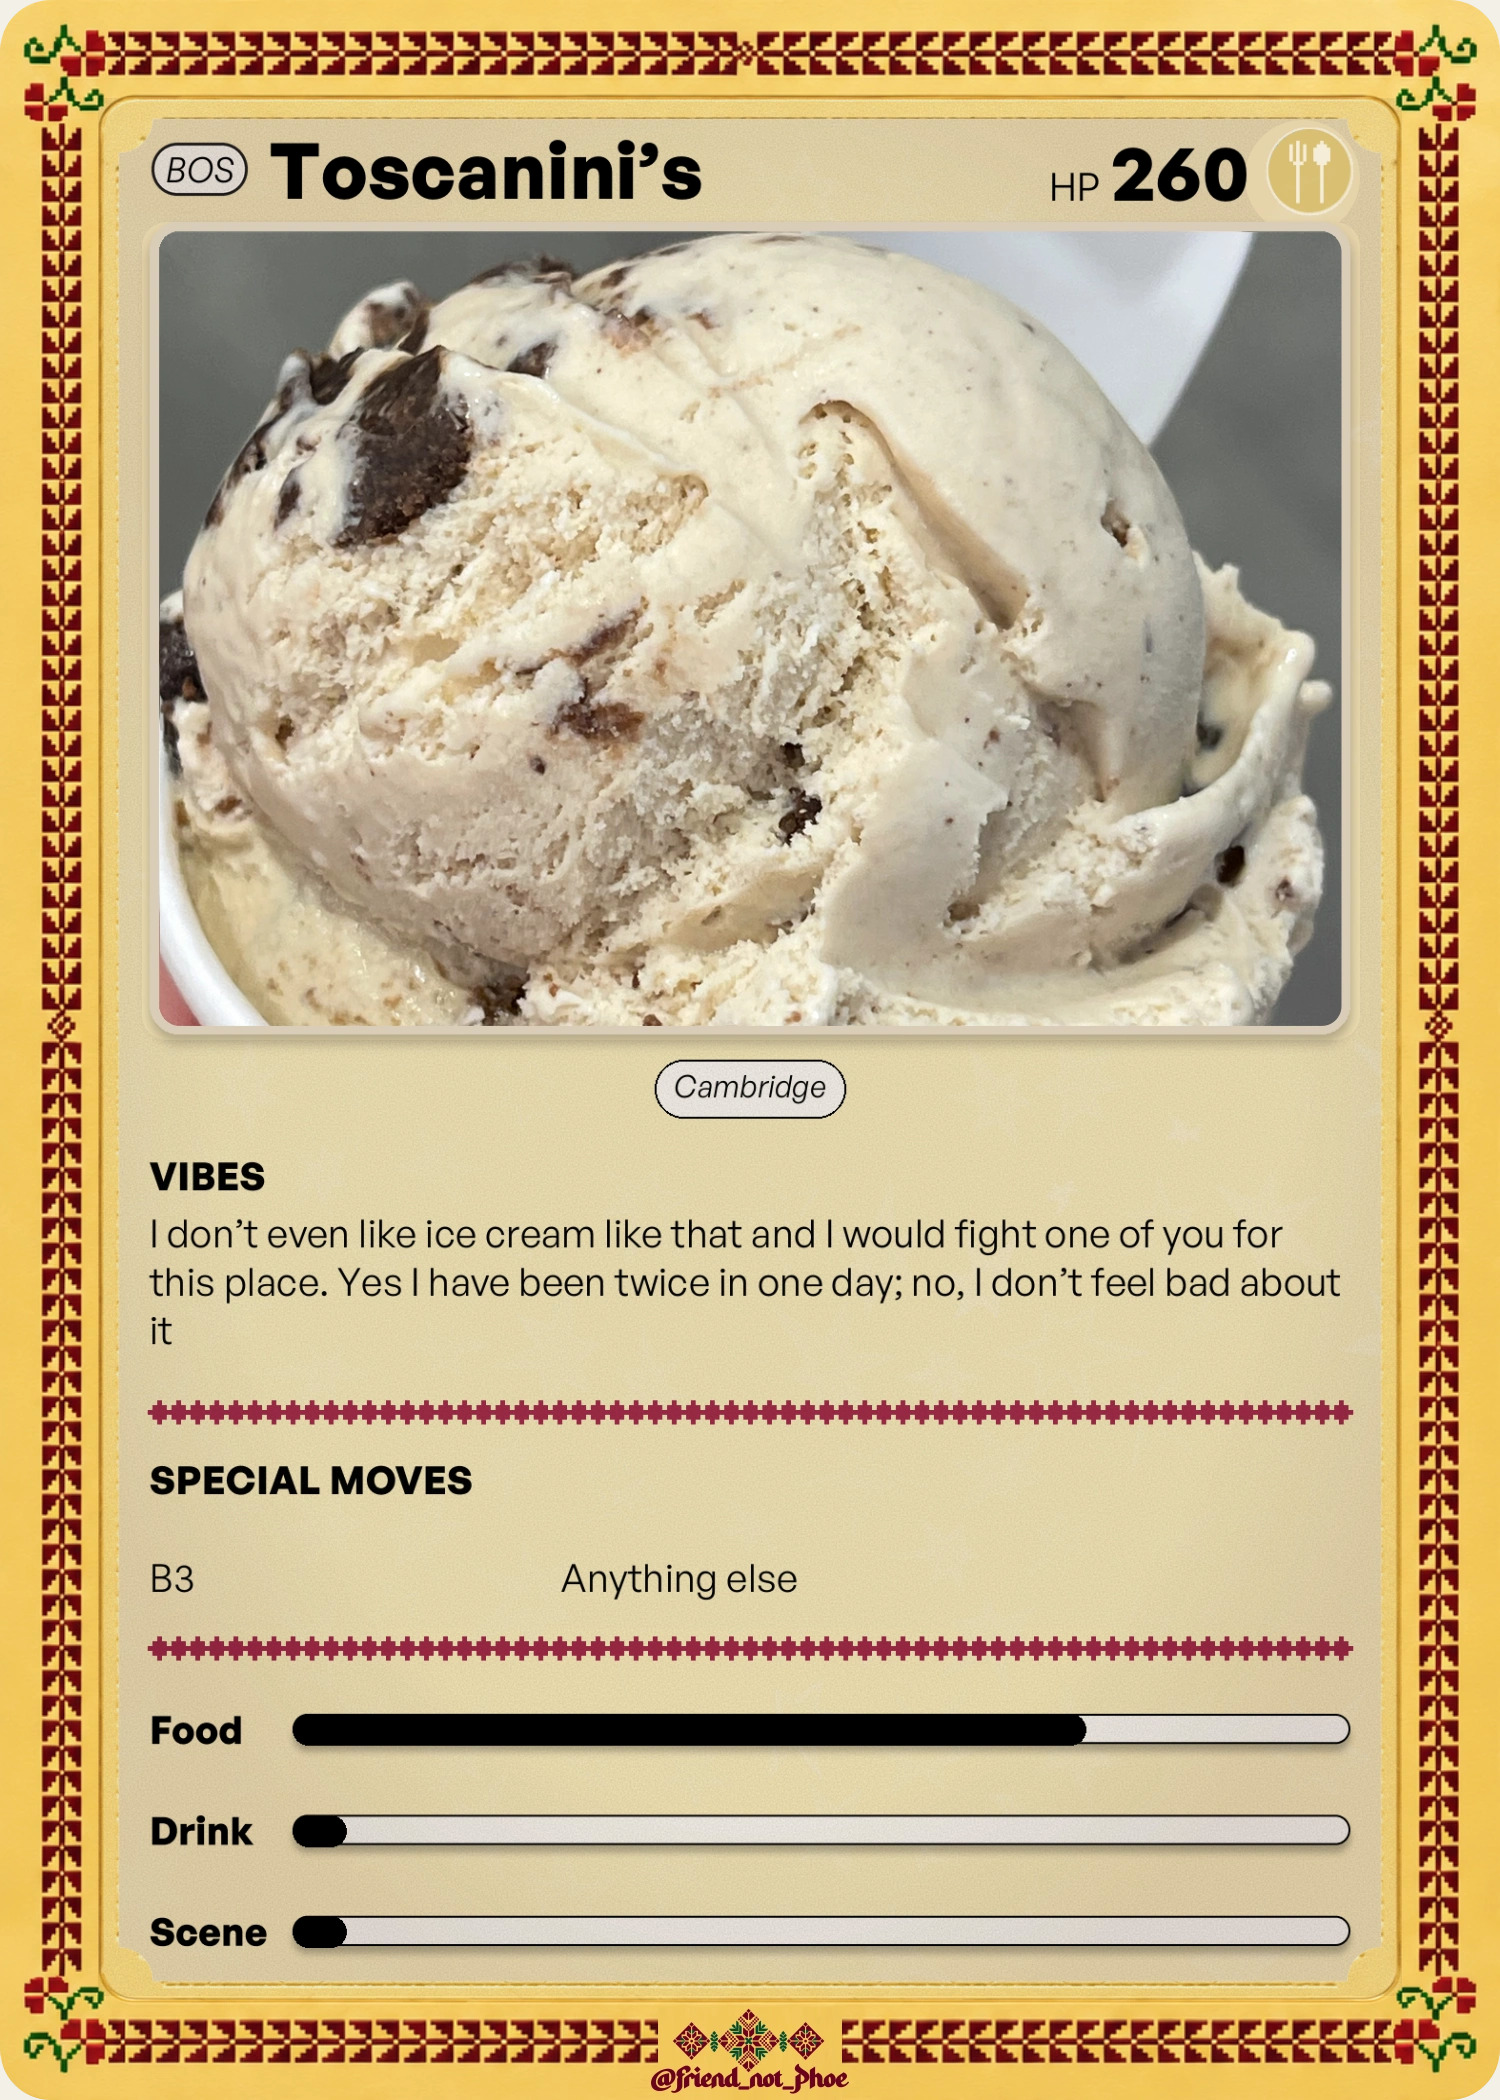 BOS Toscanini’s HP 260
Cambridge
VIBES
I don’t even like ice cream like that and I would fight one of you for
this place. Yes I have been twice in one day; no, I don’t feel bad about
it
SPECIAL MOVES
B3 Anything else
Food
Drink
Scene
@friend_not_phoe